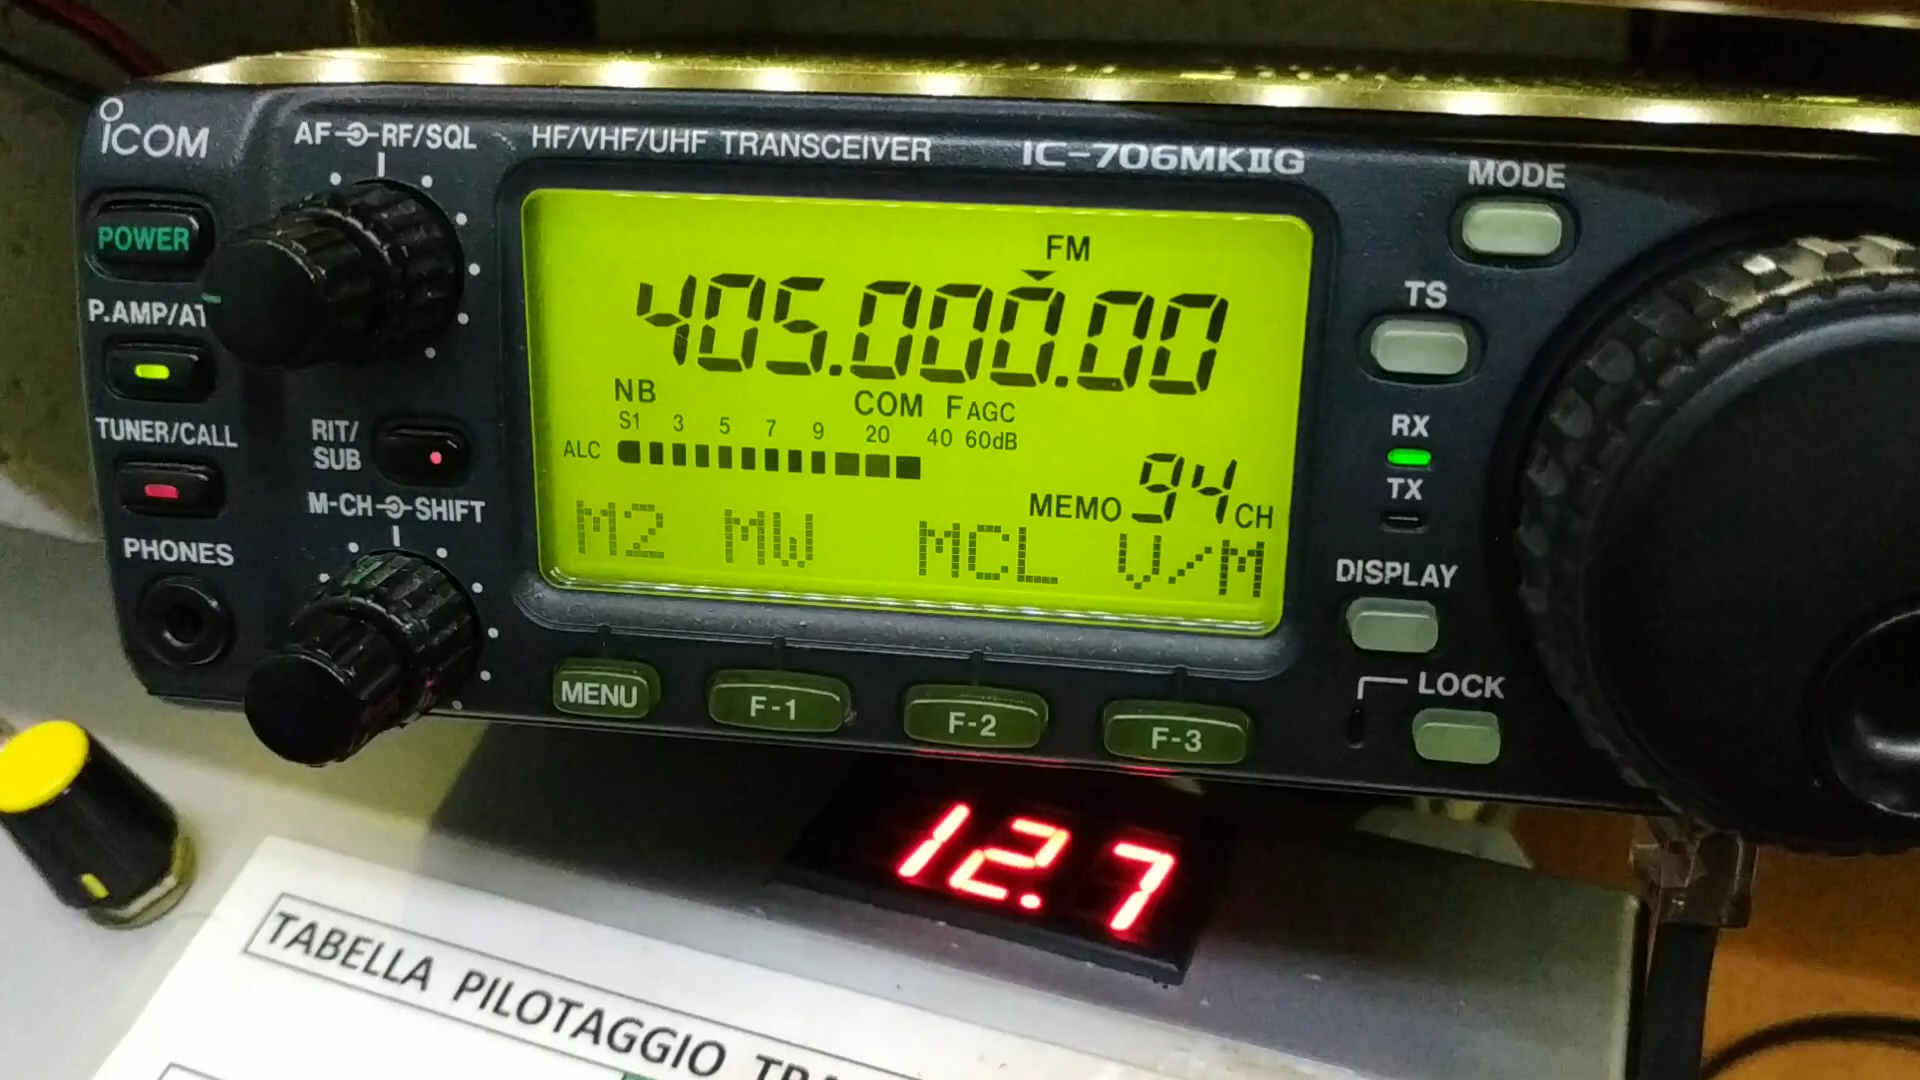 ICOM
AF RF/SQL
HF/VHF/UHF TRANSCEIVER
IC-706MKIIG
MODE
POWER
FM
405.000.00
TS
P.AMP/AT
NB
COM F AGC
S1 3 5 7 9 20 40 60dB
ALC
RX
TX
TUNER/CALL
RIT/
SUB
MEMO 94 CH
M-CH SHIFT
M2 MW MCL V/M
PHONES
DISPLAY
LOCK
MENU
F-1
F-2
F-3
12.7
TABELLA PILOTAGGIO